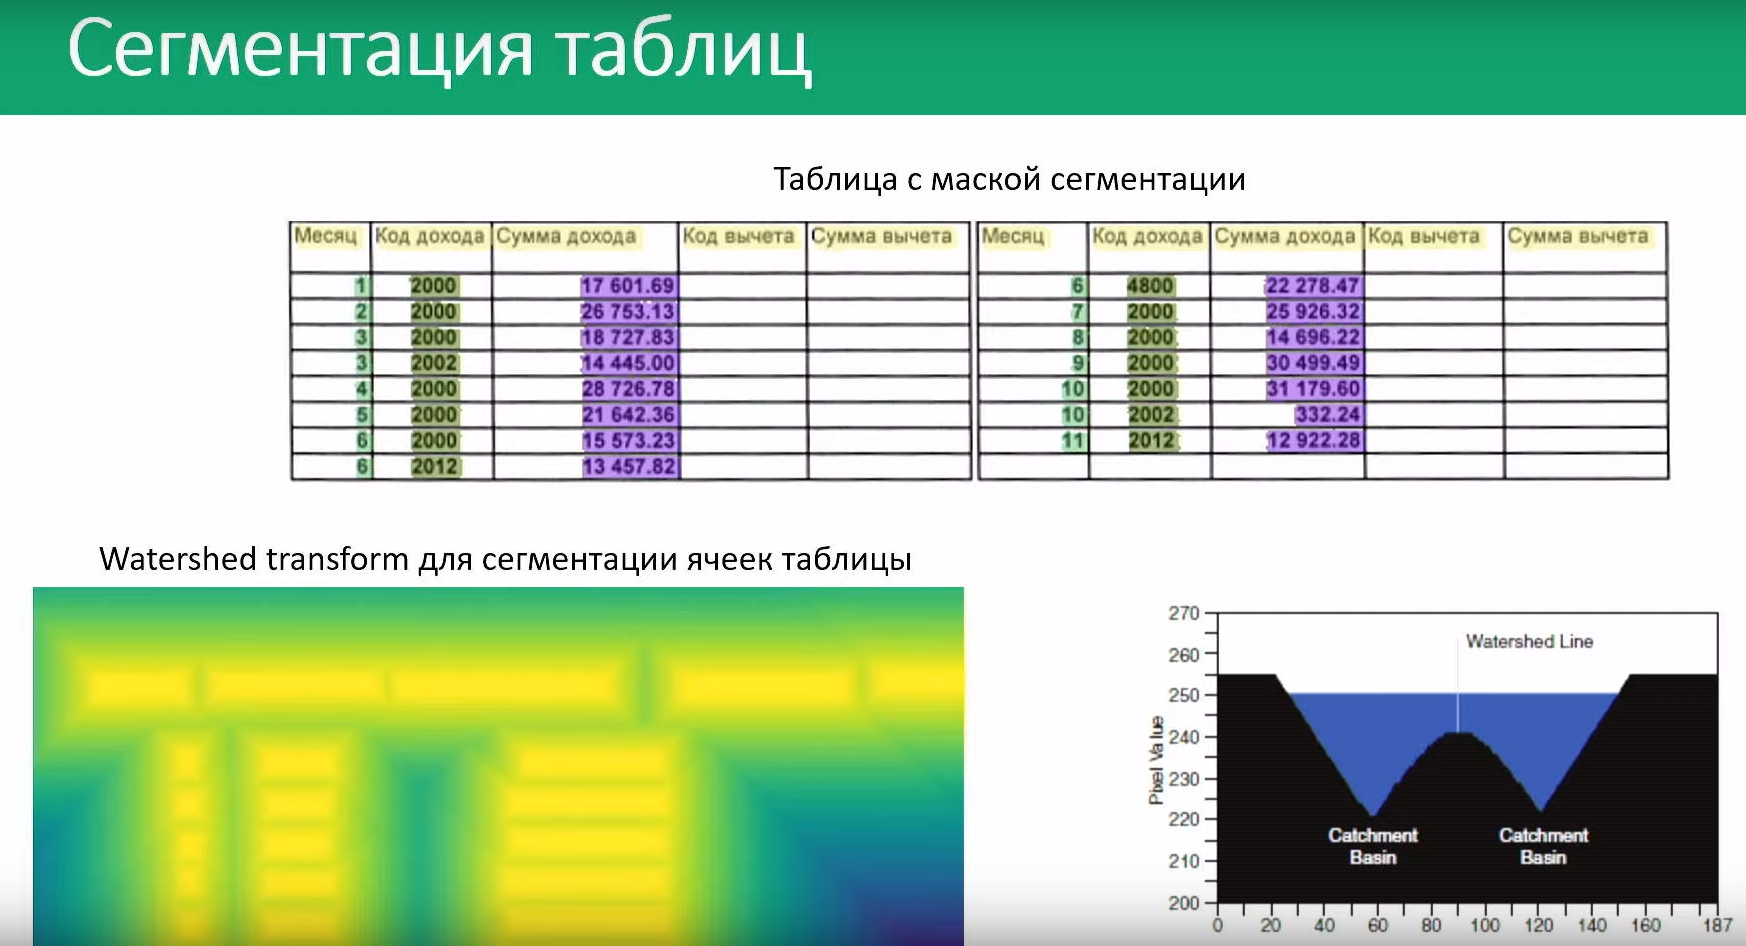 Сегментация таблиц
Таблица с маской сегментации
Месяц Код дохода Сумма дохода Код вычета Сумма вычета Месяц Код дохода Сумма дохода Код вычета Сумма вычета
1 2000 17 601.69 6 4800 22 278.47
2 2000 26 753.13 7 2000 25 926.32
3 2000 18 727.83 8 2000 14 696.22
3 2002 14 445.00 9 2000 30 499.49
4 2000 28 726.78 10 2000 31 179.60
5 2000 21 642.36 10 2002 332.24
6 2000 15 573.23 11 2012 12 922.28
6 2012 13 457.82
Watershed transform для сегментации ячеек таблицы
270
260
250
240
230
220
210
200
Pixel Value
Watershed Line
Catchment
Basin
Catchment
Basin
0 20 40 60 80 100 120 140 160 187